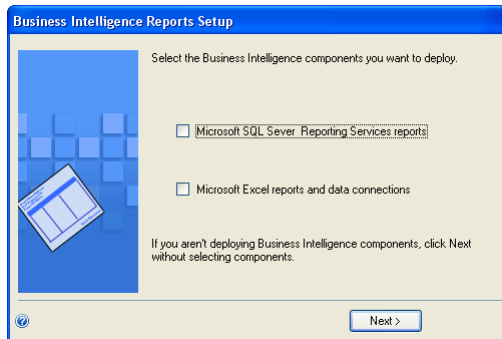 Business Intelligence Reports Setup
Select the Business Intelligence components you want to deploy.
Microsoft SQL Sever Reporting Services reports
Microsoft Excel reports and data connections
If you aren't deploying Business Intelligence components, click Next
without selecting components.
Next >